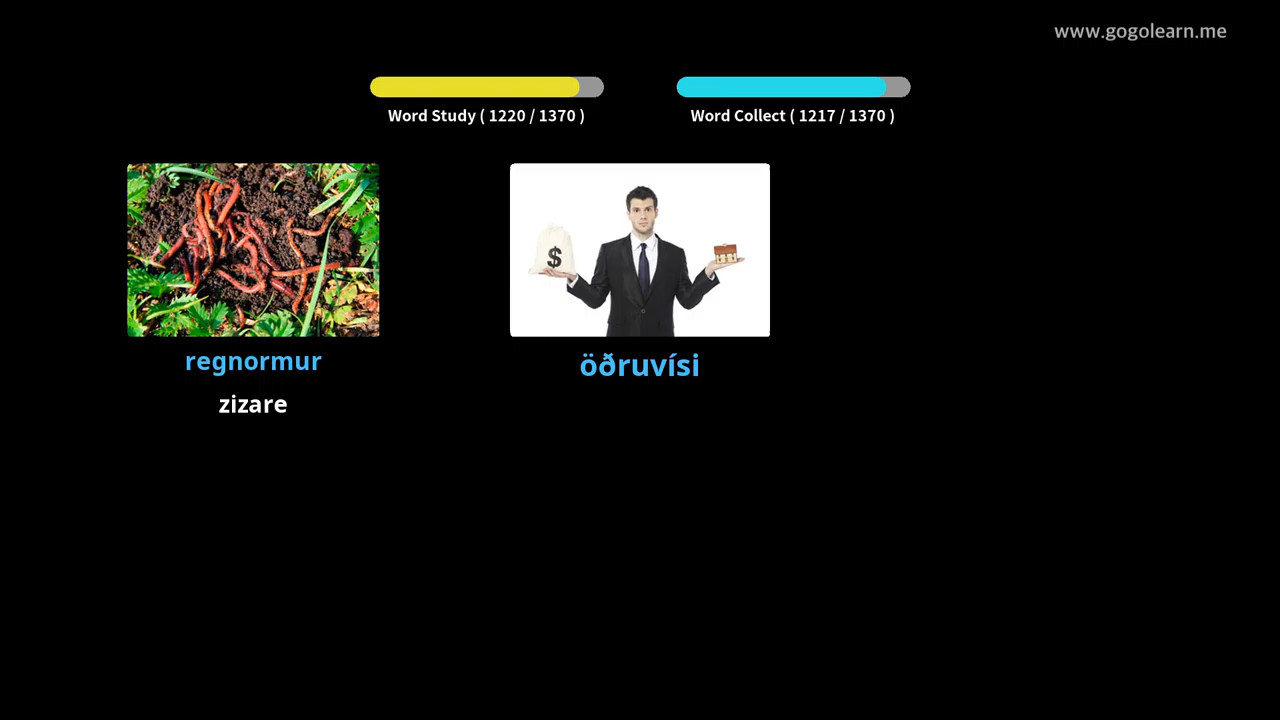 www.gogolearn.me
Word Study ( 1220 / 1370 )
Word Collect ( 1217 / 1370 )
$
regnormur
zizare
öðruvísi